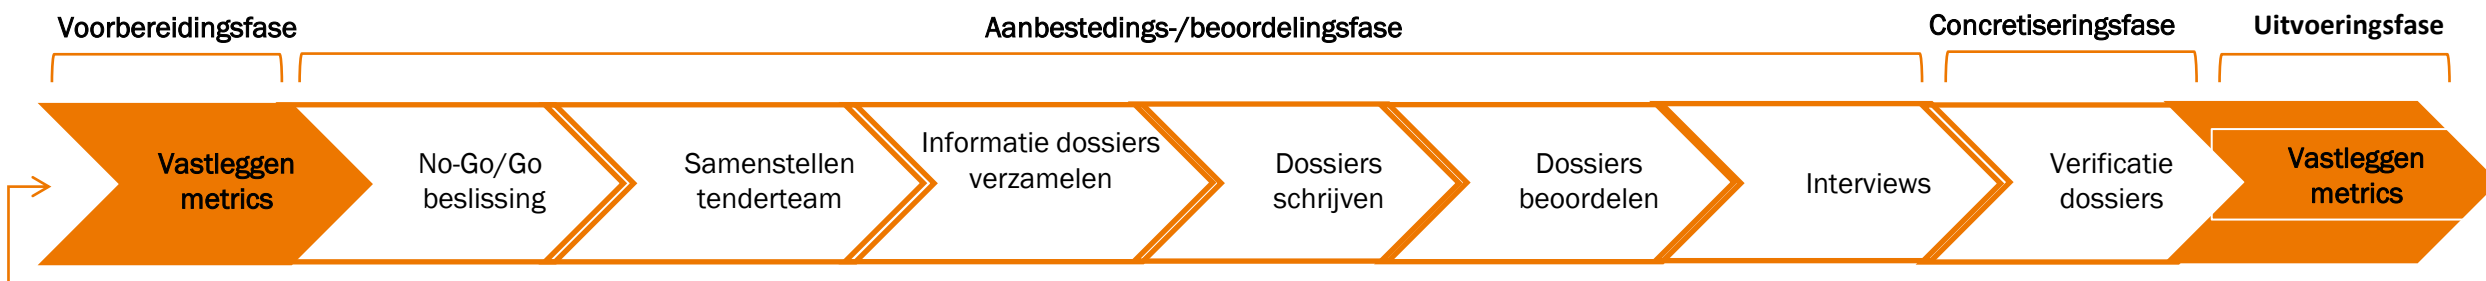 Voorbereidingsfase
Aanbestedings-/beoordelingsfase
Concretiseringsfase
Uitvoeringsfase
Vastleggen
metrics
No-Go/Go
beslissing
Samenstellen
tenderteam
Informatie dossiers
verzamelen
Dossiers
schrijven
Dossiers
beoordelen
Interviews
Verificatie
dossiers
Vastleggen
metrics